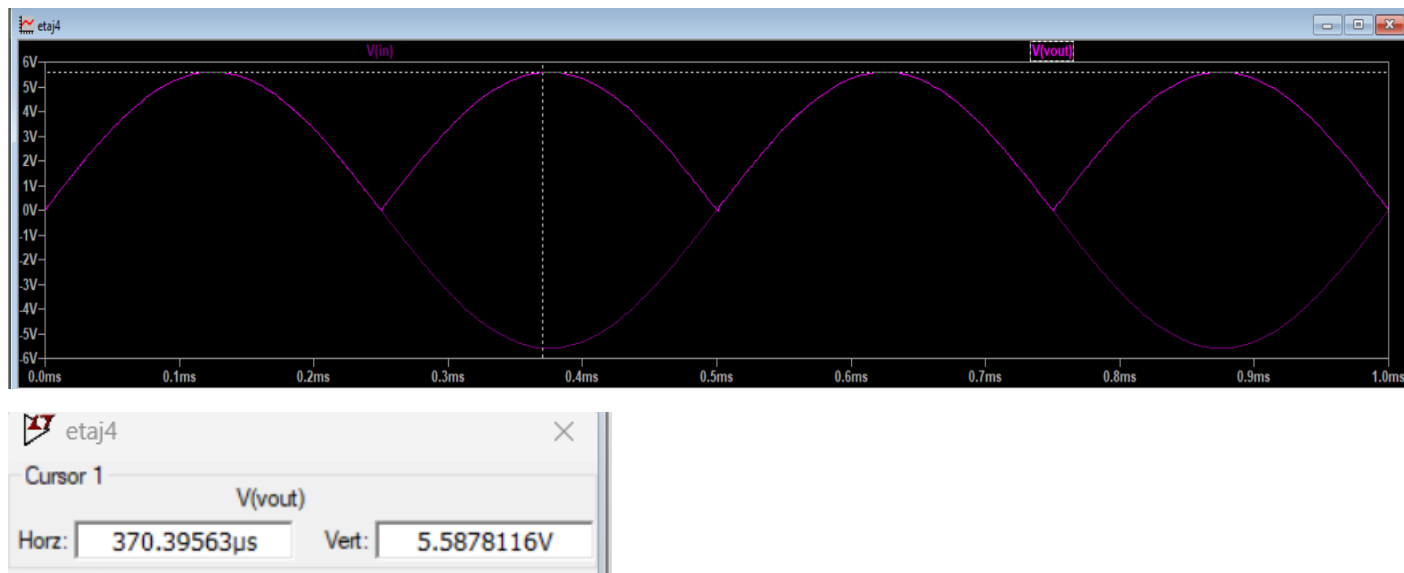 etaj4
V(in) V(vout)
6V
5V
4V
3V
2V
1V
0V
-1V
-2V
-3V
-4V
-5V
-6V
0.0ms 0.1ms 0.2ms 0.3ms 0.4ms 0.5ms 0.6ms 0.7ms 0.8ms 0.9ms 1.0ms
etaj4
Cursor 1
V(vout)
Horz: 370.39563µs Vert: 5.5878116V